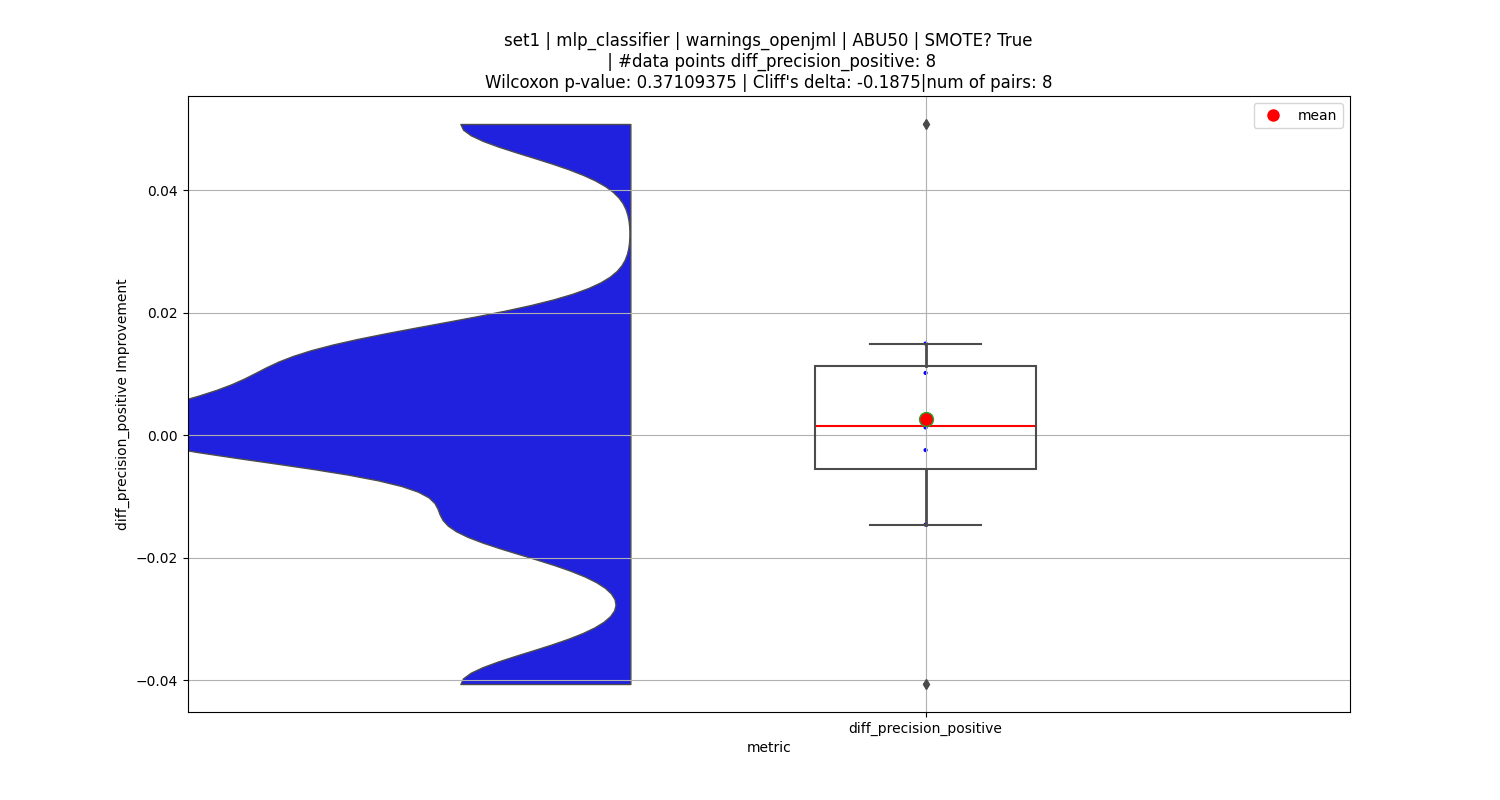 set1 | mlp_classifier | warnings_openjml | ABU50 | SMOTE? True
| #data points diff_precision_positive: 8
Wilcoxon p-value: 0.37109375 | Cliff's delta: -0.1875|num of pairs: 8
mean
0.04
0.02
0.00
−0.02
−0.04
diff_precision_positive Improvement
diff_precision_positive
metric